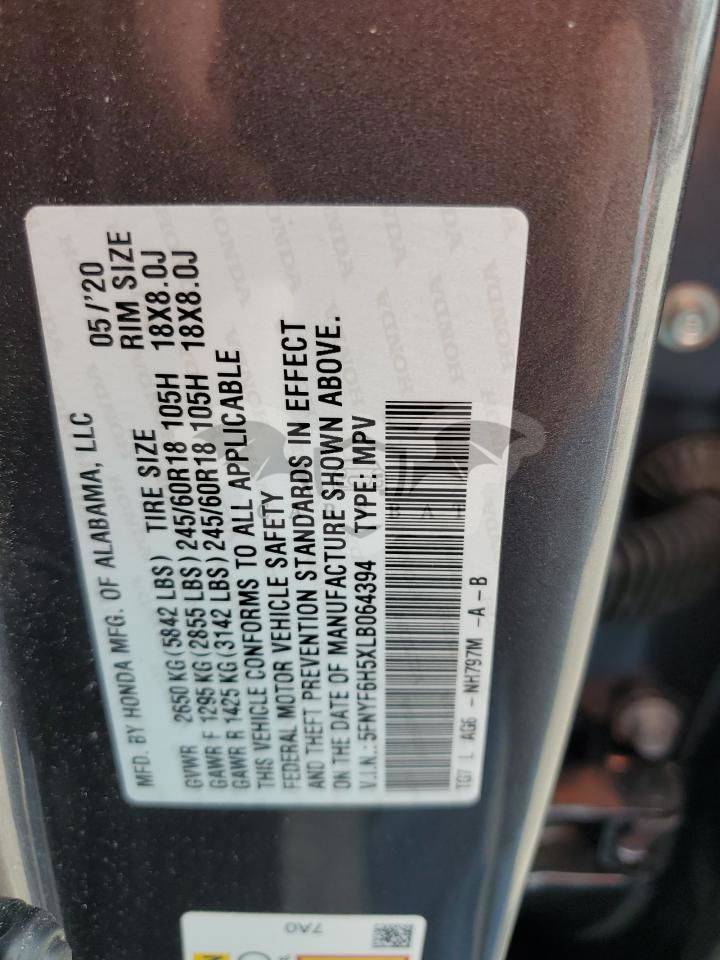 MFD. BY HONDA MFG. OF ALABAMA, LLC 05/'20
TIRE SIZE RIM SIZE
GVWR 2650 KG (5842 LBS)
GAWR F 1295 KG (2855 LBS) 245/60R18 105H 18X8.0J
GAWR R 1425 KG (3142 LBS) 245/60R18 105H 18X8.0J
THIS VEHICLE CONFORMS TO ALL APPLICABLE
FEDERAL MOTOR VEHICLE SAFETY
AND THEFT PREVENTION STANDARDS IN EFFECT
ON THE DATE OF MANUFACTURE SHOWN ABOVE.
V.I.N.: 5FNYF6H5XLB064394 TYPE: MPV
TG7 L AG6 - NH797M -A-B
7A0
HONDA